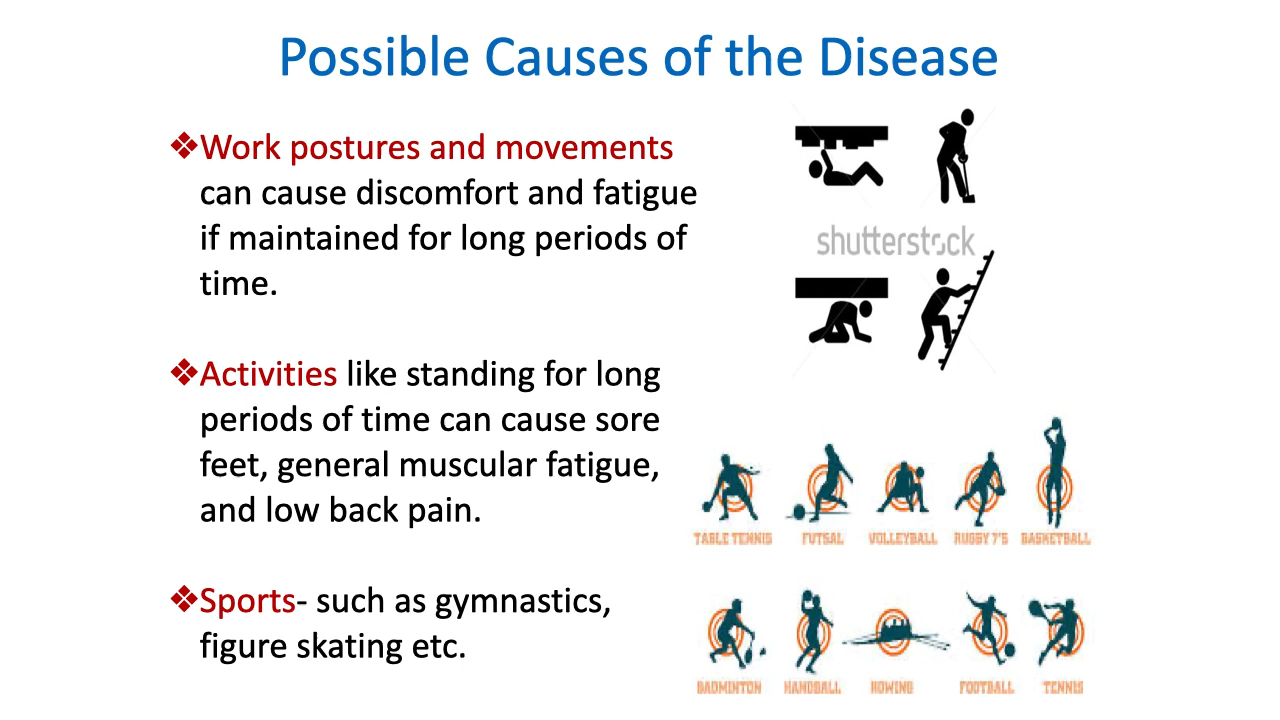 Possible Causes of the Disease
❖Work postures and movements
can cause discomfort and fatigue
if maintained for long periods of
time.
❖Activities like standing for long
periods of time can cause sore
feet, general muscular fatigue,
and low back pain.
❖Sports- such as gymnastics,
figure skating etc.
shutterstock
TABLE TENNIS FUTSAL VOLLEYBALL RUGBY 7'S BASKETBALL
BADMINTON HANDBALL ROWING FOOTBALL TENNIS